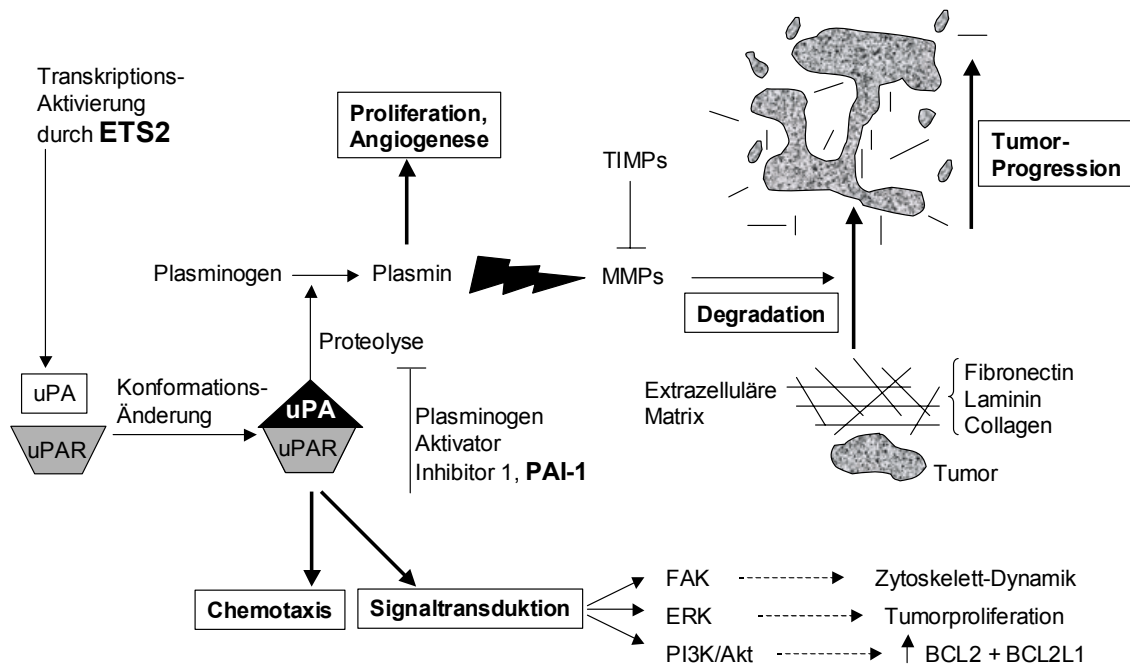 Transkriptions-
Aktivierung
durch ETS2
Proliferation,
Angiogenese
TIMPs
Tumor-
Progression
Plasminogen
Plasmin
MMPs
Degradation
Proteolyse
uPA
uPAR
Konformations-
Änderung
uPA
uPAR
Plasminogen
Aktivator
Inhibitor 1, PAI-1
Extrazelluläre
Matrix
Fibronectin
Laminin
Collagen
Tumor
Chemotaxis
Signaltransduktion
FAK
Zytoskelett-Dynamik
ERK
Tumorproliferation
PI3K/Akt
BCL2 + BCL2L1